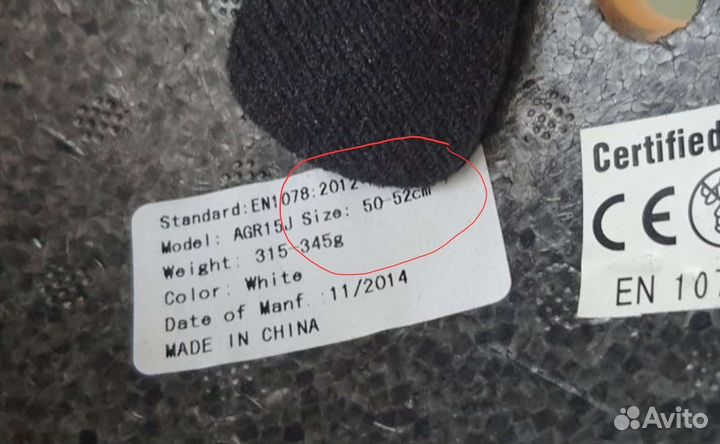 Standard:EN1078:2012
Model: AGR15J Size: 50-52cm
Weight: 315-345g
Color: White
Date of Manf.:11/2014
MADE IN CHINA
Certified
CE
EN 107
Avito